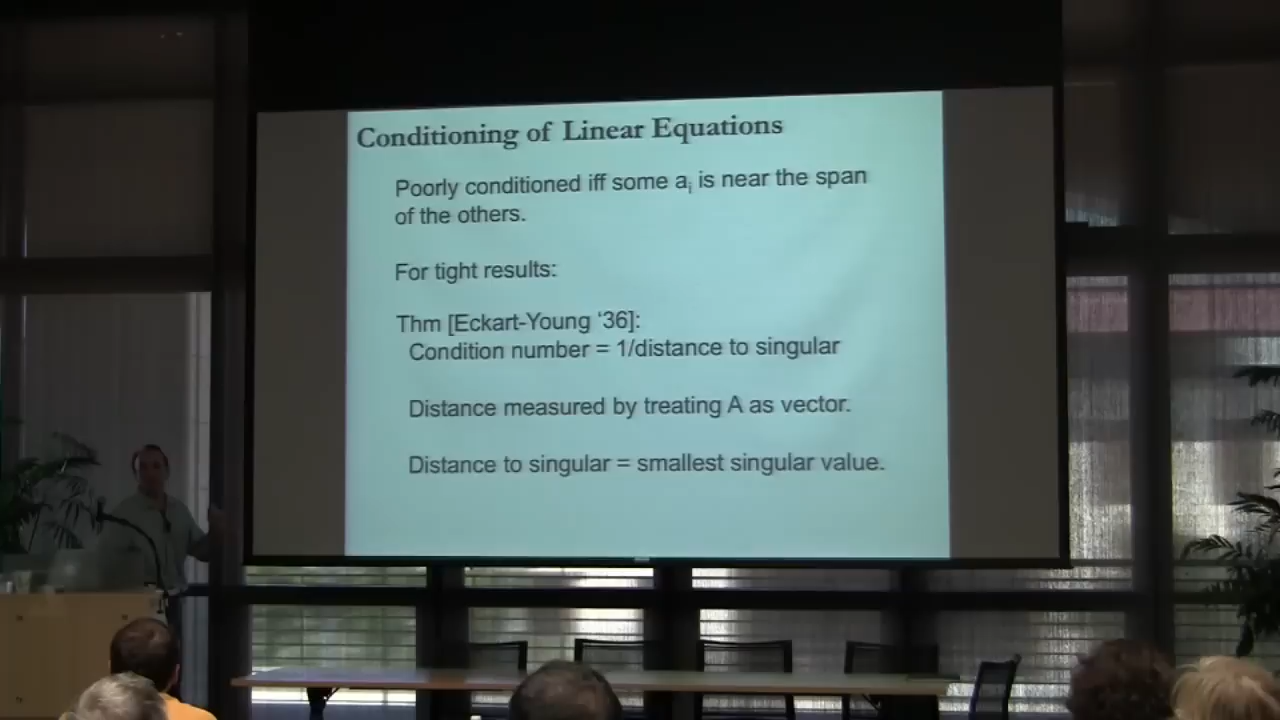 Conditioning of Linear Equations
Poorly conditioned iff some aᵢ is near the span
of the others.
For tight results:
Thm [Eckart-Young ‘36]:
Condition number = 1/distance to singular
Distance measured by treating A as vector.
Distance to singular = smallest singular value.